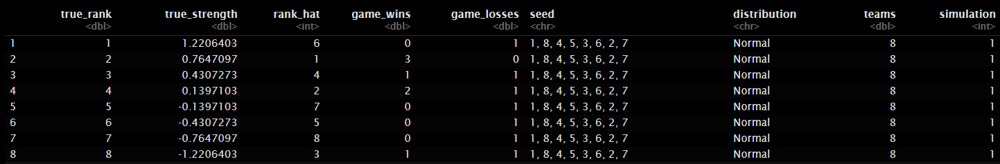 true_rank true_strength rank_hat game_wins game_losses seed distribution teams simulation
<dbl> <dbl> <int> <dbl> <dbl> <chr> <chr> <dbl> <int>
1 1 1.2206403 6 0 1 1, 8, 4, 5, 3, 6, 2, 7 Normal 8 1
2 2 0.7647097 1 3 0 1, 8, 4, 5, 3, 6, 2, 7 Normal 8 1
3 3 0.4307273 4 1 1 1, 8, 4, 5, 3, 6, 2, 7 Normal 8 1
4 4 0.1397103 2 2 1 1, 8, 4, 5, 3, 6, 2, 7 Normal 8 1
5 5 -0.1397103 7 0 1 1, 8, 4, 5, 3, 6, 2, 7 Normal 8 1
6 6 -0.4307273 5 0 1 1, 8, 4, 5, 3, 6, 2, 7 Normal 8 1
7 7 -0.7647097 8 0 1 1, 8, 4, 5, 3, 6, 2, 7 Normal 8 1
8 8 -1.2206403 3 1 1 1, 8, 4, 5, 3, 6, 2, 7 Normal 8 1